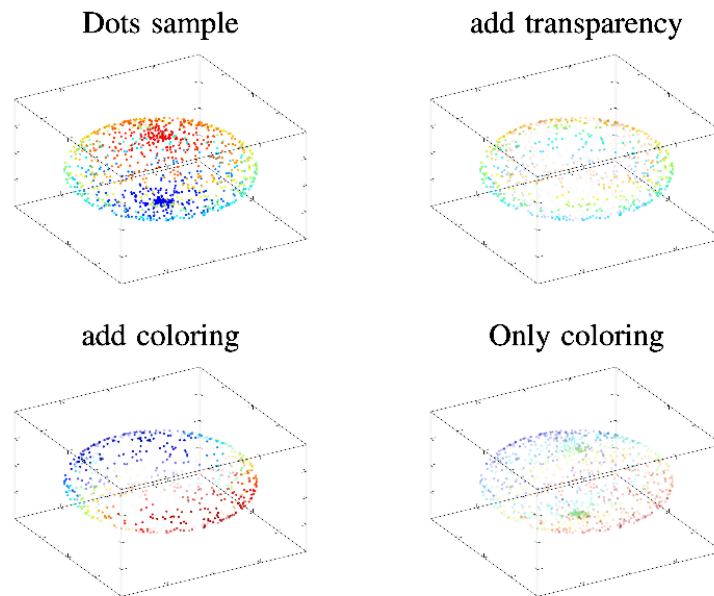 Dots sample
add transparency
add coloring
Only coloring